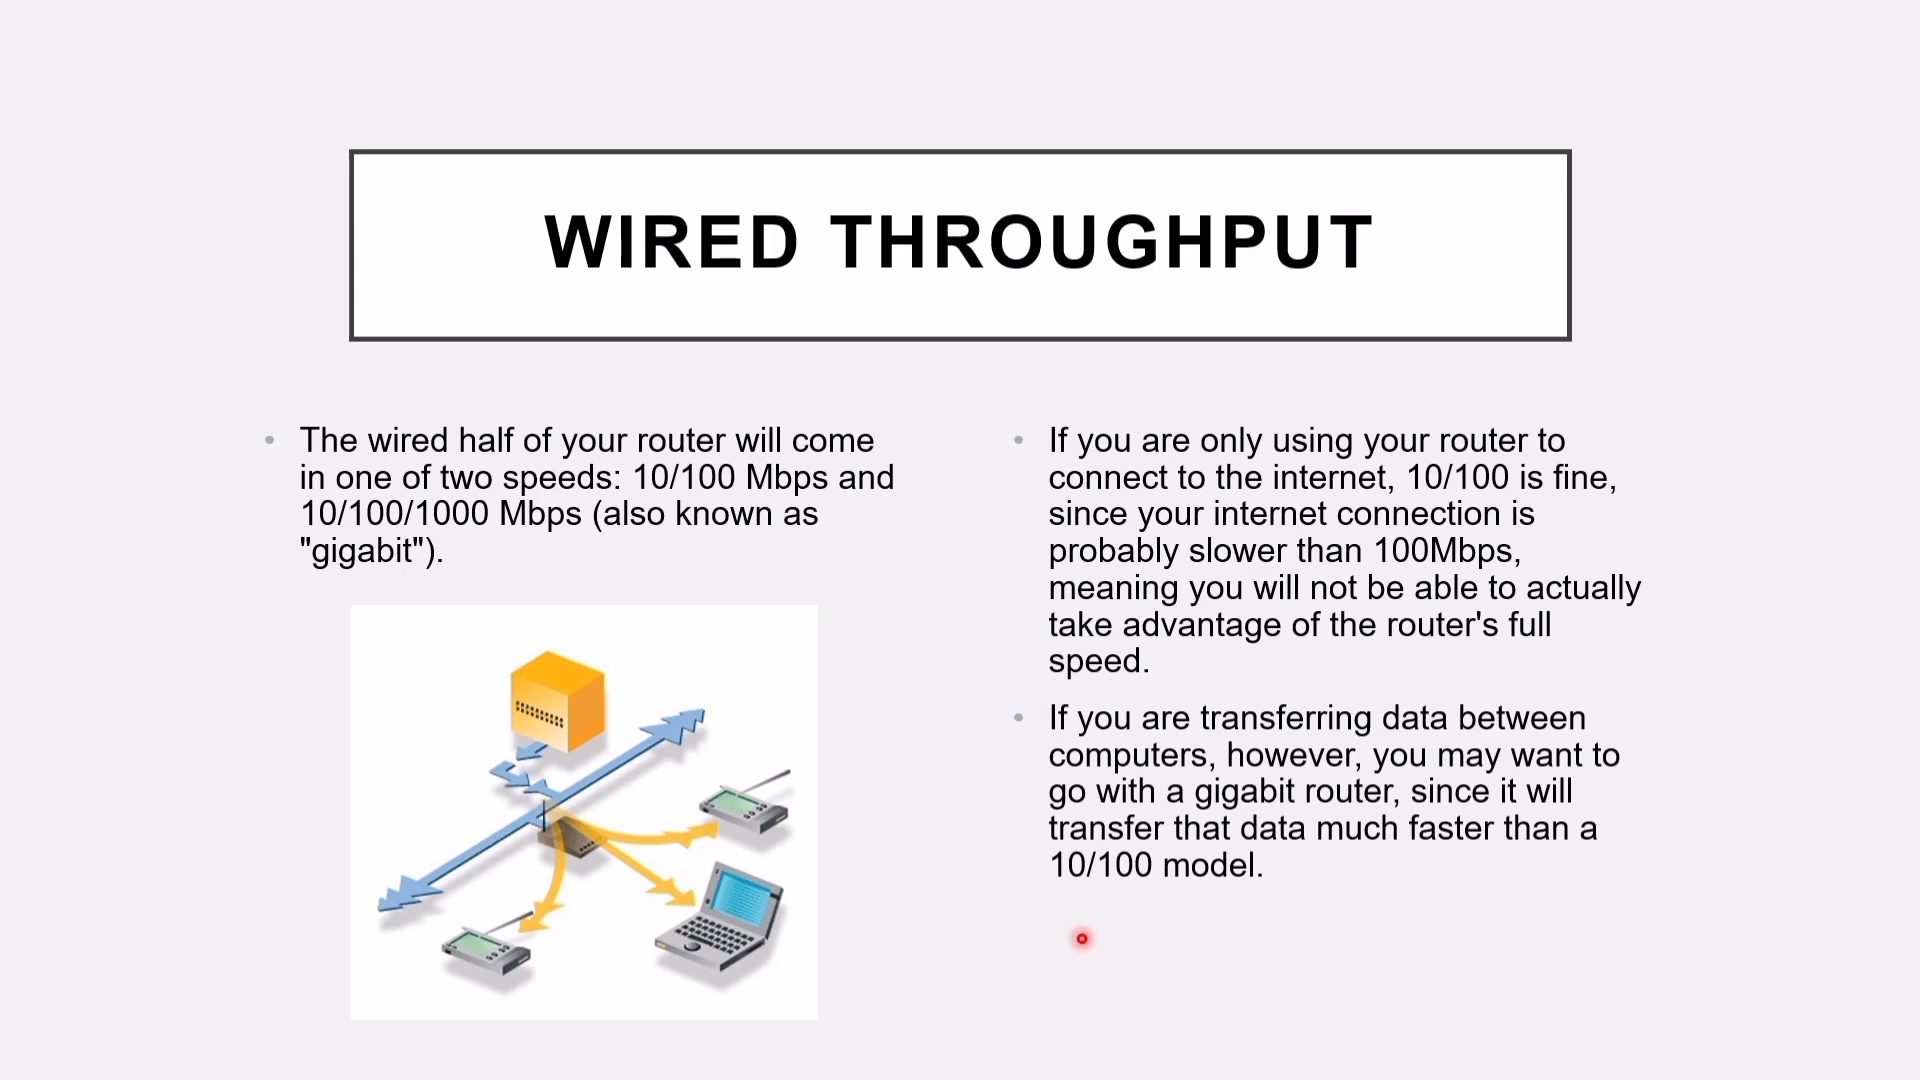 WIRED THROUGHPUT
• The wired half of your router will come
in one of two speeds: 10/100 Mbps and
10/100/1000 Mbps (also known as
"gigabit").
• If you are only using your router to
connect to the internet, 10/100 is fine,
since your internet connection is
probably slower than 100Mbps,
meaning you will not be able to actually
take advantage of the router's full
speed.
• If you are transferring data between
computers, however, you may want to
go with a gigabit router, since it will
transfer that data much faster than a
10/100 model.